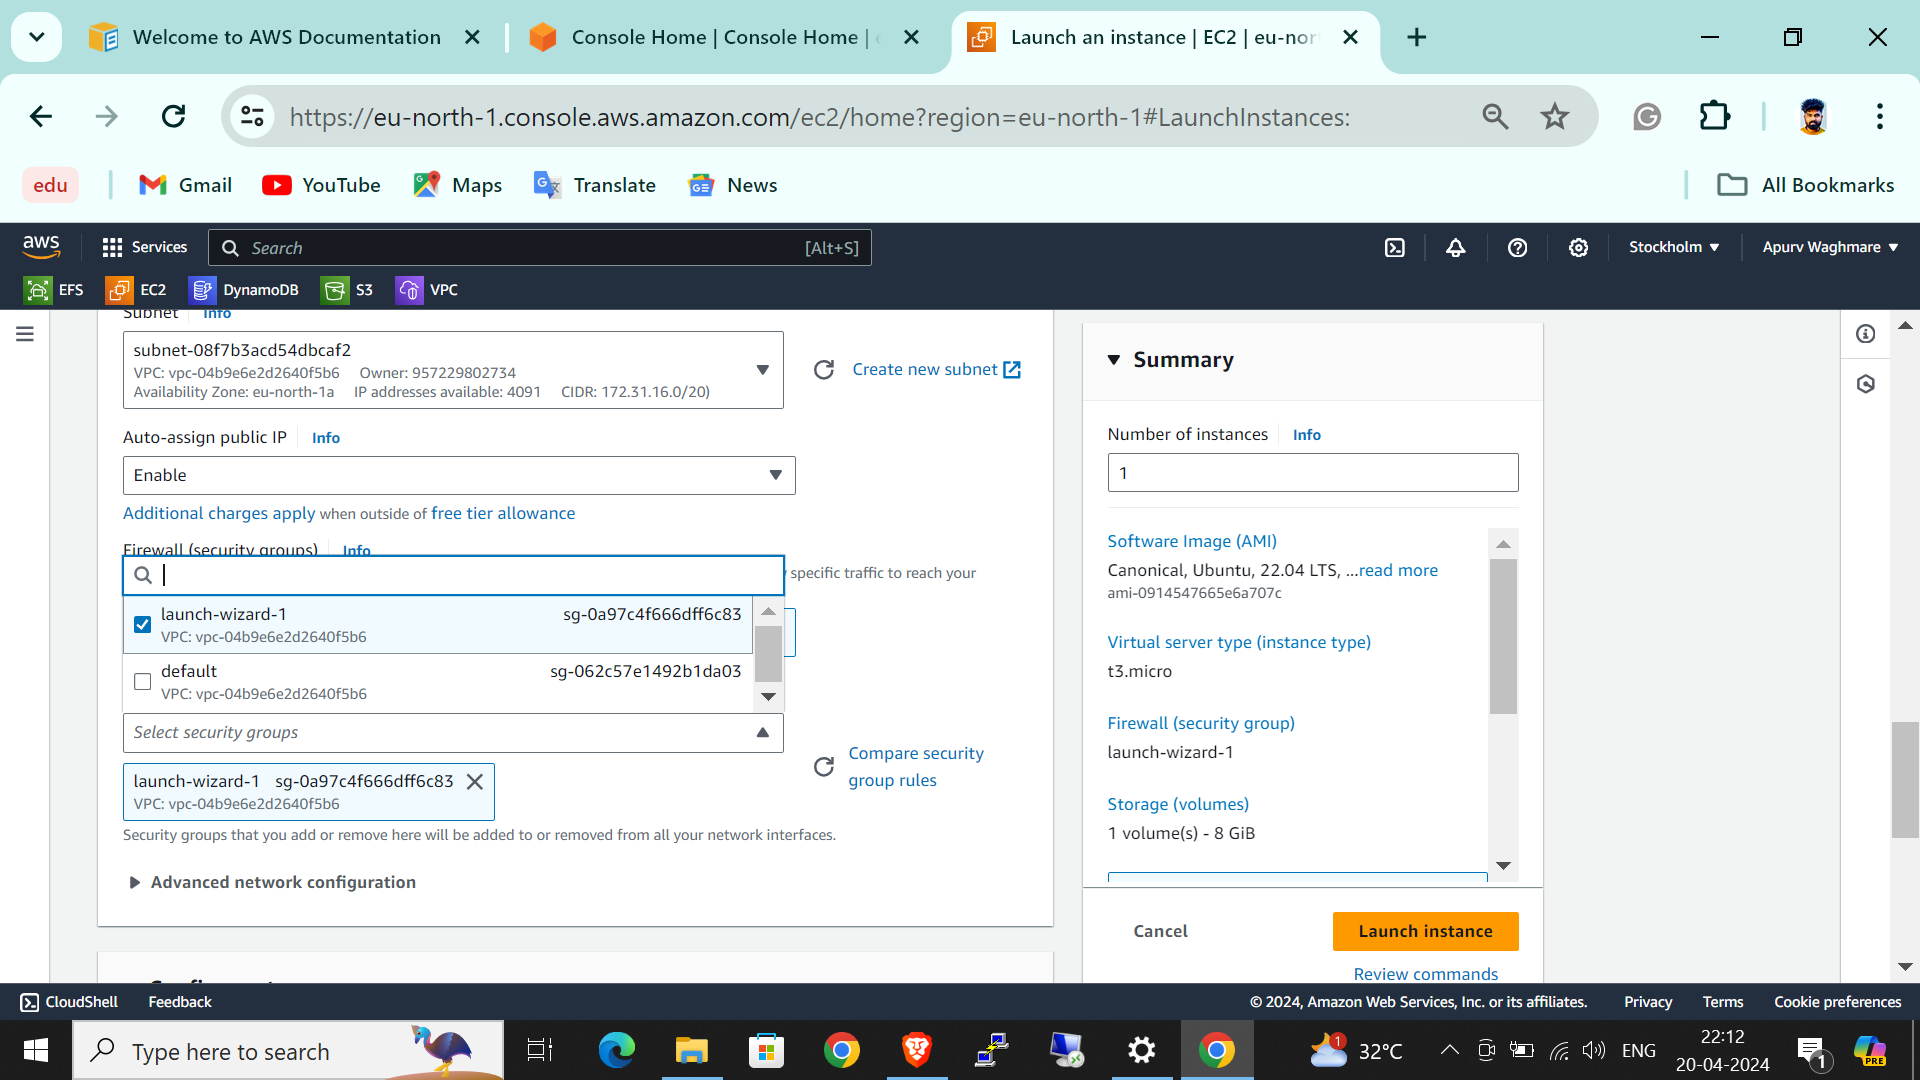 Welcome to AWS Documentation
Console Home | Console Home |
Launch an instance | EC2 | eu-nor
https://eu-north-1.console.aws.amazon.com/ec2/home?region=eu-north-1#LaunchInstances:
edu
Gmail
YouTube
Maps
Translate
News
All Bookmarks
aws
Services
Search
[Alt+S]
Stockholm
Apurv Waghmare
EFS
EC2
DynamoDB
S3
VPC
Subnet Info
subnet-08f7b3acd54dbcaf2
VPC: vpc-04b9e6e2d2640f5b6 Owner: 957229802734
Availability Zone: eu-north-1a IP addresses available: 4091 CIDR: 172.31.16.0/20)
Create new subnet
Auto-assign public IP Info
Enable
Additional charges apply when outside of free tier allowance
Firewall (security groups) Info
specific traffic to reach your
launch-wizard-1 sg-0a97c4f666dff6c83
VPC: vpc-04b9e6e2d2640f5b6
default sg-062c57e1492b1da03
VPC: vpc-04b9e6e2d2640f5b6
Select security groups
Compare security
group rules
launch-wizard-1 sg-0a97c4f666dff6c83
VPC: vpc-04b9e6e2d2640f5b6
Security groups that you add or remove here will be added to or removed from all your network interfaces.
Advanced network configuration
Summary
Number of instances Info
1
Software Image (AMI)
Canonical, Ubuntu, 22.04 LTS, ...read more
ami-0914547665e6a707c
Virtual server type (instance type)
t3.micro
Firewall (security group)
launch-wizard-1
Storage (volumes)
1 volume(s) - 8 GiB
Cancel
Launch instance
Review commands
CloudShell
Feedback
© 2024, Amazon Web Services, Inc. or its affiliates.
Privacy
Terms
Cookie preferences
Type here to search
1
32°C
ENG
22:12
20-04-2024
1
PRE